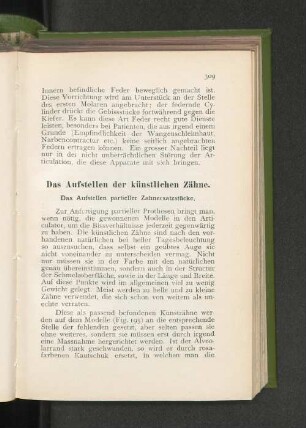 309
Innern befindliche Feder beweglich gemacht ist.
Diese Vorrichtung wird am Unterstück an der Stelle
des ersten Molaren angebracht; der federnde Cy-
linder drückt die Gebissstücke fortwährend gegen die
Kiefer. Es kann diese Art Feder recht gute Dienste
leisten, besonders bei Patienten, die aus irgend einem
Grunde (Empfindlichkeit der Wangenschleimhaut,
Narbencontractur etc.) keine seitlich angebrachten
Federn ertragen können. Ein grosser Nachteil liegt
nur in der nicht unbeträchtlichen Störung der Arti-
kulation, die diese Apparate mit sich bringen.
Das Aufstellen der künstlichen Zähne.
Das Aufstellen partieller Zahnersatzstücke.
Zur Anfertigung partieller Prothesen bringt man,
wenn nötig, die gewonnenen Modelle in den Arti-
kulator, um die Bissverhältnisse jederzeit gegenwärtig
zu haben. Die künstlichen Zähne sind nach den vor-
handenen natürlichen bei heller Tagesbeleuchtung
so auszusuchen, dass selbst ein geübtes Auge sie
nicht voneinander zu unterscheiden vermag. Nicht
nur müssen sie in der Farbe mit den natürlichen
genau übereinstimmen, sondern auch in der Structur
der Schmelzoberfläche, sowie in der Länge und Breite.
Auf diese Punkte wird im allgemeinen viel zu wenig
Gewicht gelegt. Meist werden zu helle und zu kleine
Zähne verwendet, die sich schon von weitem als un-
echte verraten.
Diese als passend befundenen Kunstzähne wer-
den auf dem Modelle (Fig. 193) an die entsprechende
Stelle der fehlenden gesetzt, aber selten passen sie
ohne weiteres, sondern sie müssen erst durch irgend
eine Massnahme hergerichtet werden. Ist der Alveo-
larrand stark geschwunden, so wird er durch rosa-
farbenen Kautschuk ersetzt, in welchen man die